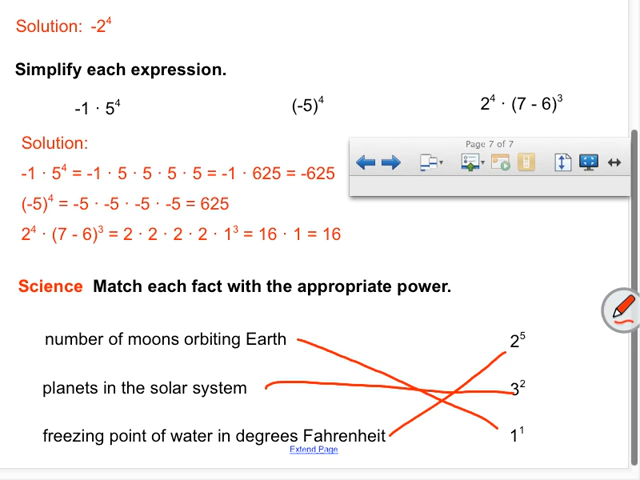 Solution: -2⁴
Simplify each expression.
-1 · 5⁴ (-5)⁴ 2⁴ · (7 - 6)³
Solution:
-1 · 5⁴ = -1 · 5 · 5 · 5 · 5 = -1 · 625 = -625
(-5)⁴ = -5 · -5 · -5 · -5 = 625
2⁴ · (7 - 6)³ = 2 · 2 · 2 · 2 · 1³ = 16 · 1 = 16
Page 7 of 7
Science Match each fact with the appropriate power.
number of moons orbiting Earth 2⁵
planets in the solar system 3²
freezing point of water in degrees Fahrenheit 1¹
Extend Page